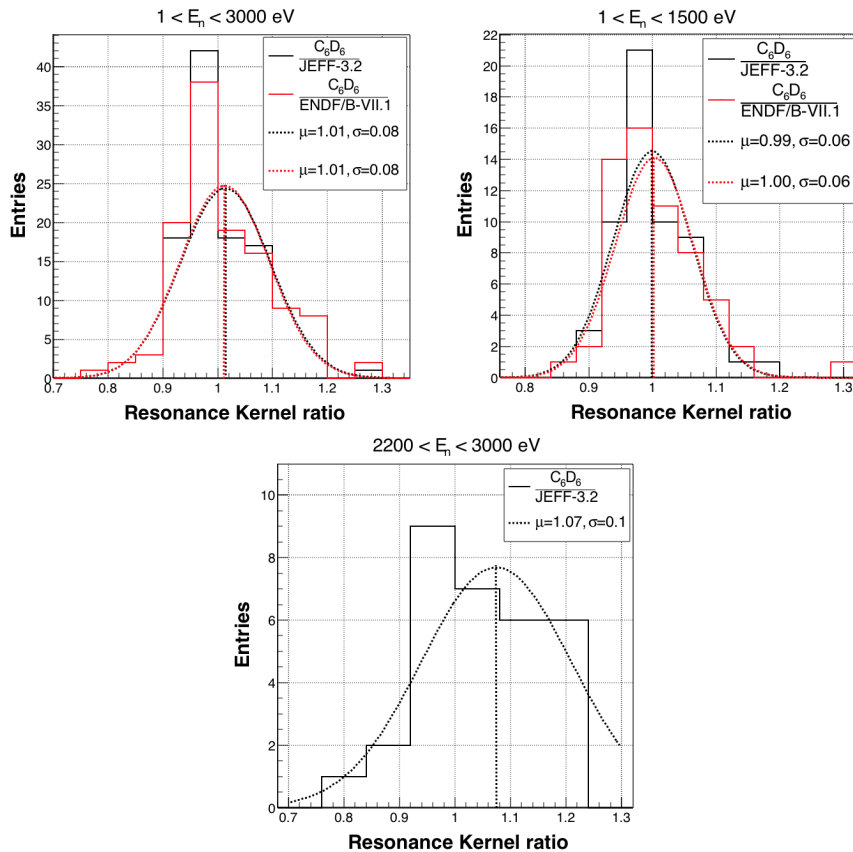 1 < Eₙ < 3000 eV
Entries
40
35
30
25
20
15
10
5
0
0.7 0.8 0.9 1 1.1 1.2 1.3
Resonance Kernel ratio
C₆D₆
JEFF-3.2
C₆D₆
ENDF/B-VII.1
μ=1.01, σ=0.08
μ=1.01, σ=0.08
1 < Eₙ < 1500 eV
Entries
22
20
18
16
14
12
10
8
6
4
2
0
0.8 0.9 1 1.1 1.2 1.3
Resonance Kernel ratio
C₆D₆
JEFF-3.2
C₆D₆
ENDF/B-VII.1
μ=0.99, σ=0.06
μ=1.00, σ=0.06
2200 < Eₙ < 3000 eV
Entries
10
8
6
4
2
0
0.7 0.8 0.9 1 1.1 1.2 1.3
Resonance Kernel ratio
C₆D₆
JEFF-3.2
μ=1.07, σ=0.1